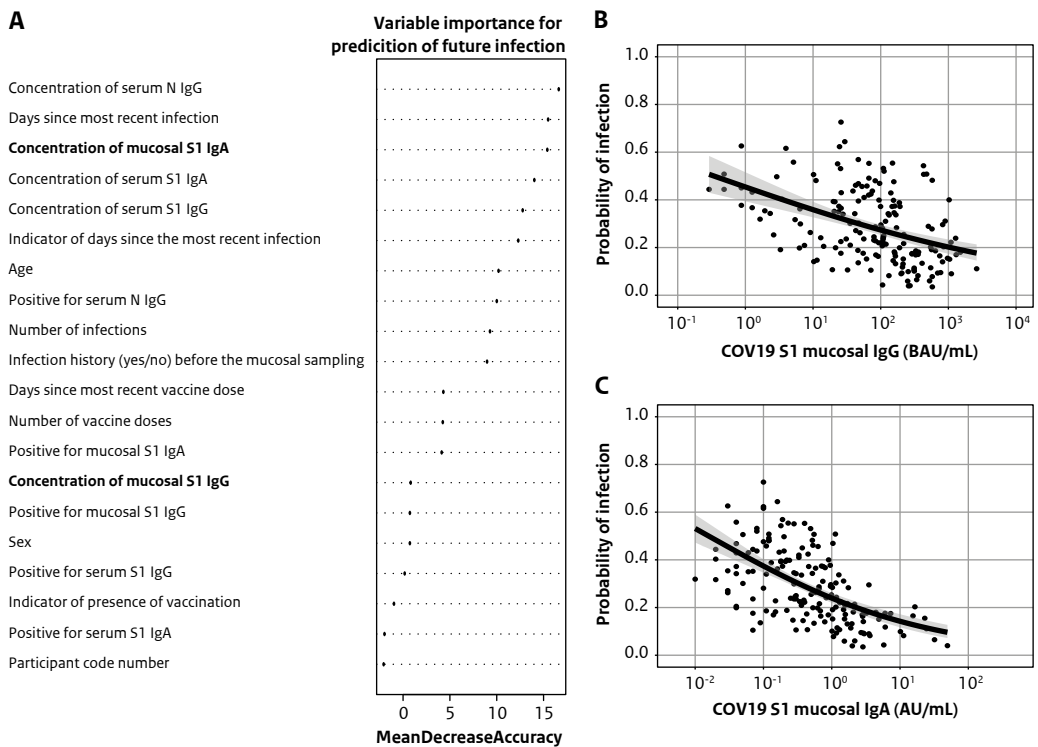 A
Variable importance for
predicition of future infection
Concentration of serum N IgG
Days since most recent infection
Concentration of mucosal S1 IgA
Concentration of serum S1 IgA
Concentration of serum S1 IgG
Indicator of days since the most recent infection
Age
Positive for serum N IgG
Number of infections
Infection history (yes/no) before the mucosal sampling
Days since most recent vaccine dose
Number of vaccine doses
Positive for mucosal S1 IgA
Concentration of mucosal S1 IgG
Positive for mucosal S1 IgG
Sex
Positive for serum S1 IgG
Indicator of presence of vaccination
Positive for serum S1 IgA
Participant code number
0 5 10 15
MeanDecreaseAccuracy
B
Probability of infection
1.0
0.8
0.6
0.4
0.2
0.0
10⁻¹ 10⁰ 10¹ 10² 10³ 10⁴
COV19 S1 mucosal IgG (BAU/mL)
C
Probability of infection
1.0
0.8
0.6
0.4
0.2
0.0
10⁻² 10⁻¹ 10⁰ 10¹ 10²
COV19 S1 mucosal IgA (AU/mL)